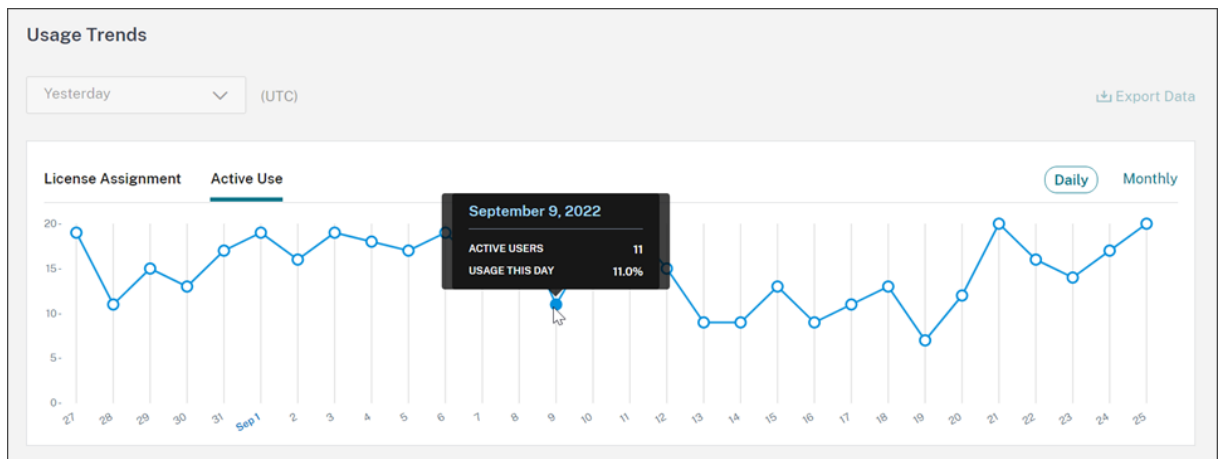 Usage Trends
Yesterday (UTC) Export Data
License Assignment Active Use Daily Monthly
September 9, 2022
ACTIVE USERS 11
USAGE THIS DAY 11.0%
20-
15-
10-
5-
0-
27 28 29 30 31 Sep 1 2 3 4 5 6 7 8 9 10 11 12 13 14 15 16 17 18 19 20 21 22 23 24 25